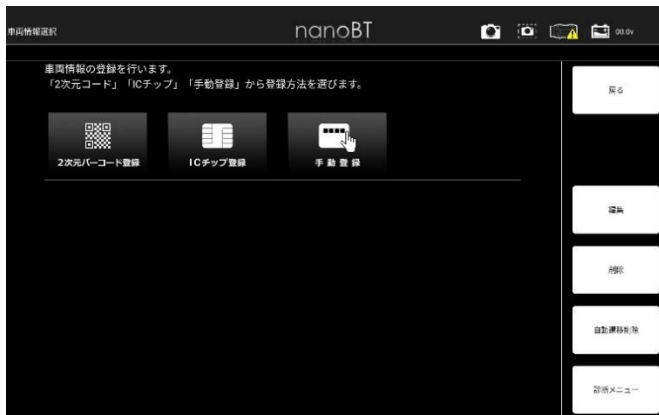 車両情報選択
nanoBT
00.0v
車両情報の登録を行います。
「2次元コード」「ICチップ」「手動登録」から登録方法を選びます。
戻る
2次元バーコード登録
ICチップ登録
手動登録
編集
削除
自動遷移削除
診断メニュー